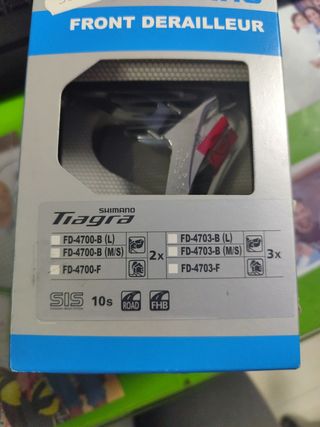 FRONT DERAILLEUR
SHIMANO
Tiagra
FD-4700-B (L)
FD-4700-B (M/S)
FD-4700-F
2x
FD-4703-B (L)
FD-4703-B (M/S)
FD-4703-F
3x
SIS 10s ROAD FHB